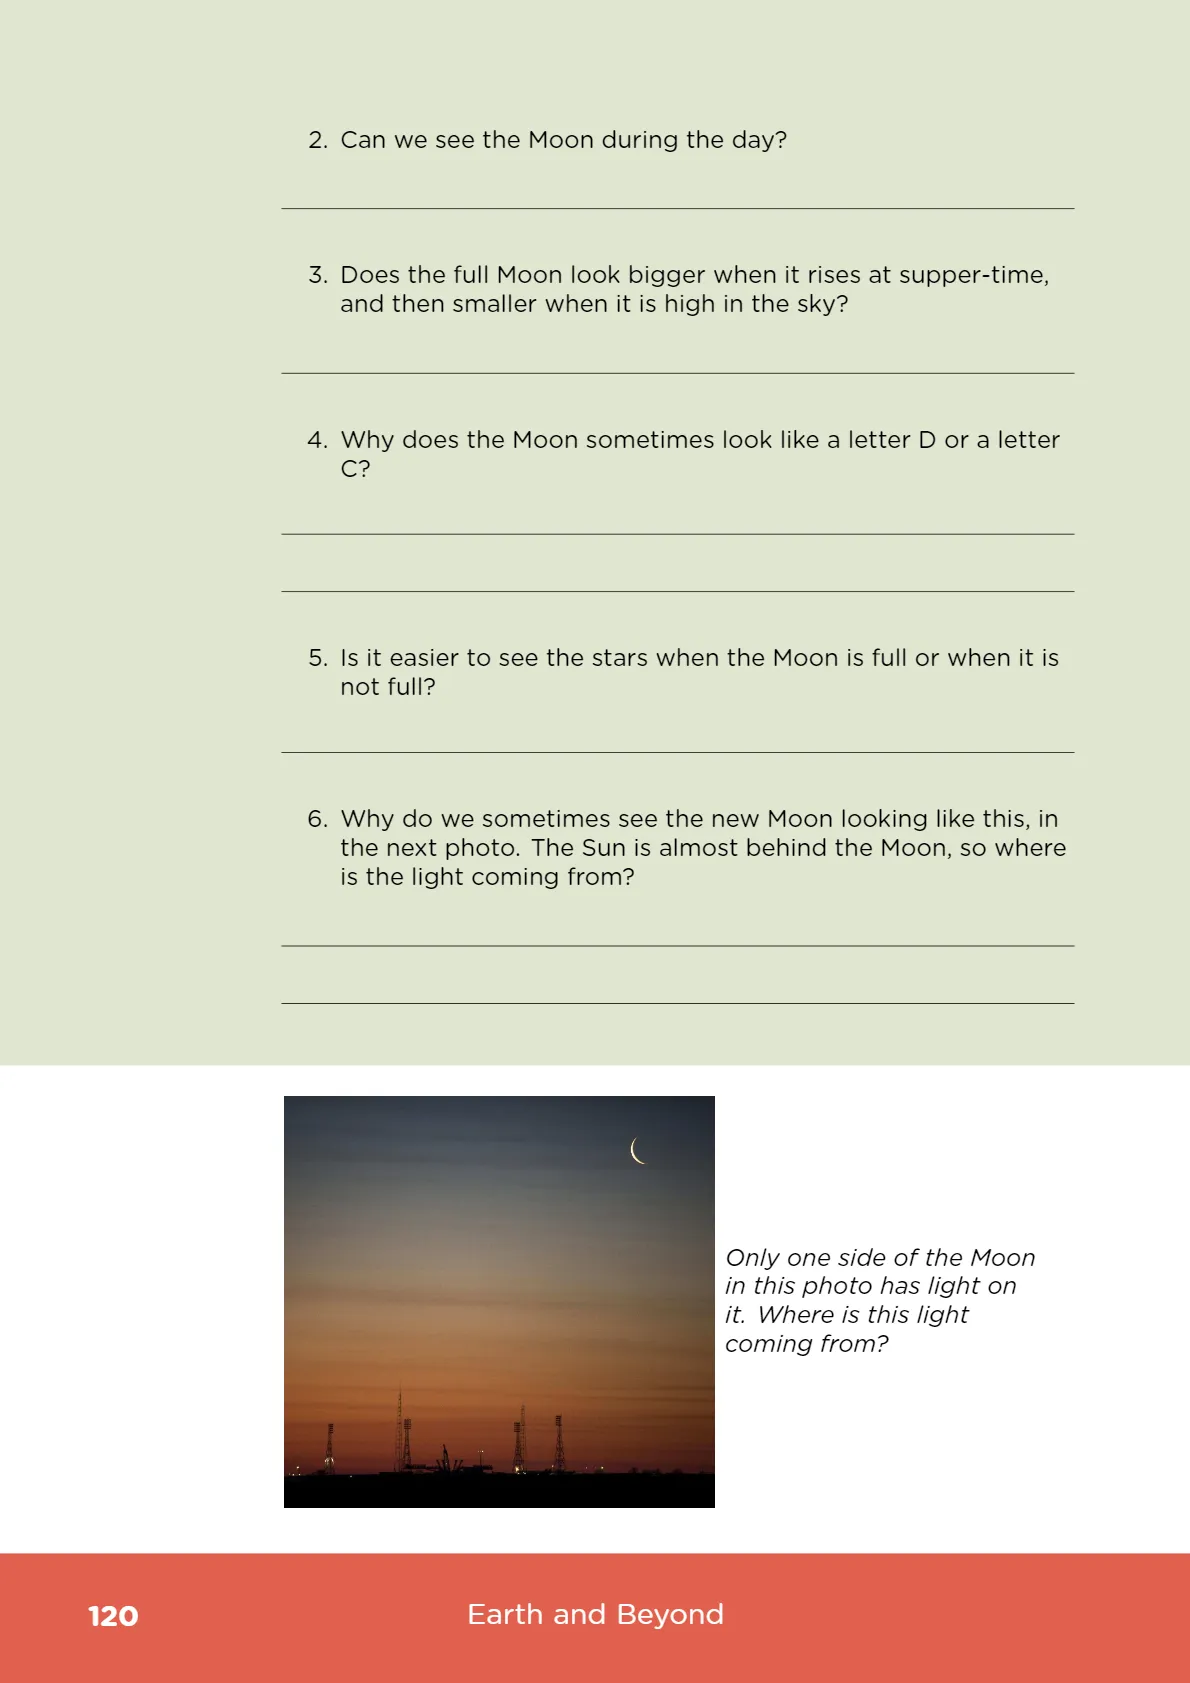 2. Can we see the Moon during the day?
3. Does the full Moon look bigger when it rises at supper-time,
and then smaller when it is high in the sky?
4. Why does the Moon sometimes look like a letter D or a letter
C?
5. Is it easier to see the stars when the Moon is full or when it is
not full?
6. Why do we sometimes see the new Moon looking like this, in
the next photo. The Sun is almost behind the Moon, so where
is the light coming from?
Only one side of the Moon
in this photo has light on
it. Where is this light
coming from?
120 Earth and Beyond